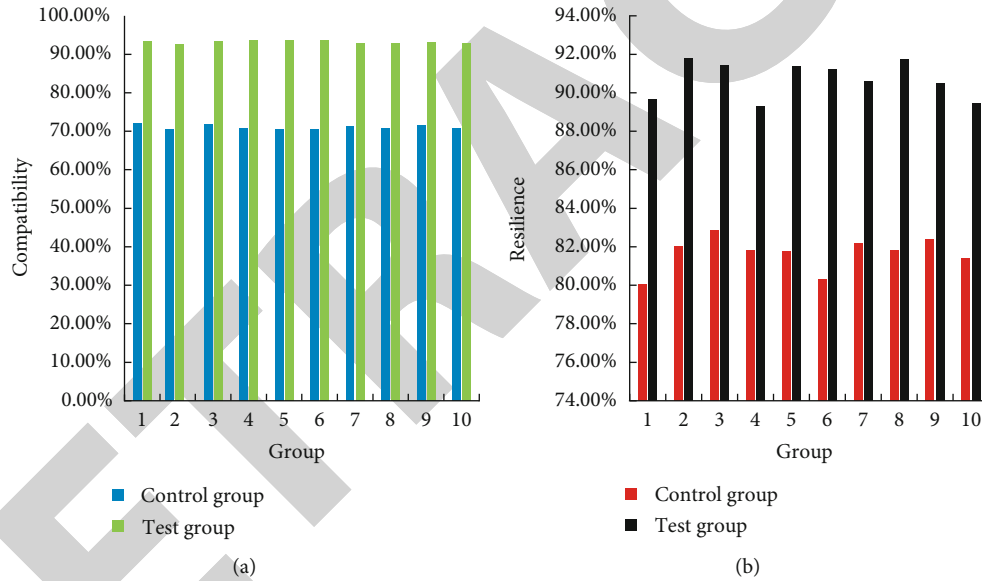 100.00%
90.00%
80.00%
70.00%
60.00%
50.00%
40.00%
30.00%
20.00%
10.00%
0.00%
Compatibility
1 2 3 4 5 6 7 8 9 10
Group
Control group
Test group
(a)
94.00%
92.00%
90.00%
88.00%
86.00%
84.00%
82.00%
80.00%
78.00%
76.00%
74.00%
Resilience
1 2 3 4 5 6 7 8 9 10
Group
Control group
Test group
(b)
ETRAC